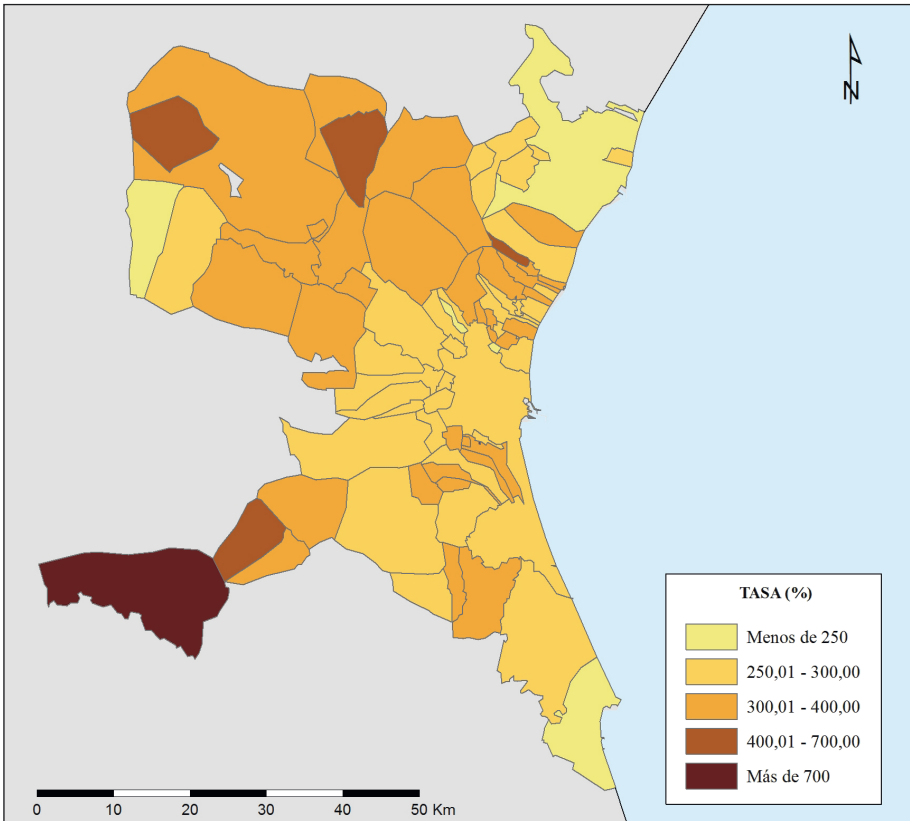 N
TASA (%)
Menos de 250
250,01 - 300,00
300,01 - 400,00
400,01 - 700,00
Más de 700
0 10 20 30 40 50 Km